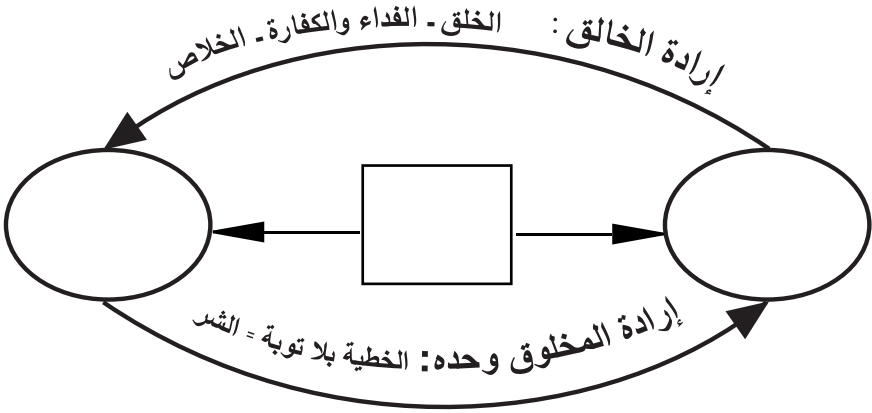 إرادة الخالق : الخلق - الفداء والكفارة - الخلاص
إرادة المخلوق وحده: الخطية بلا توبة = الشر